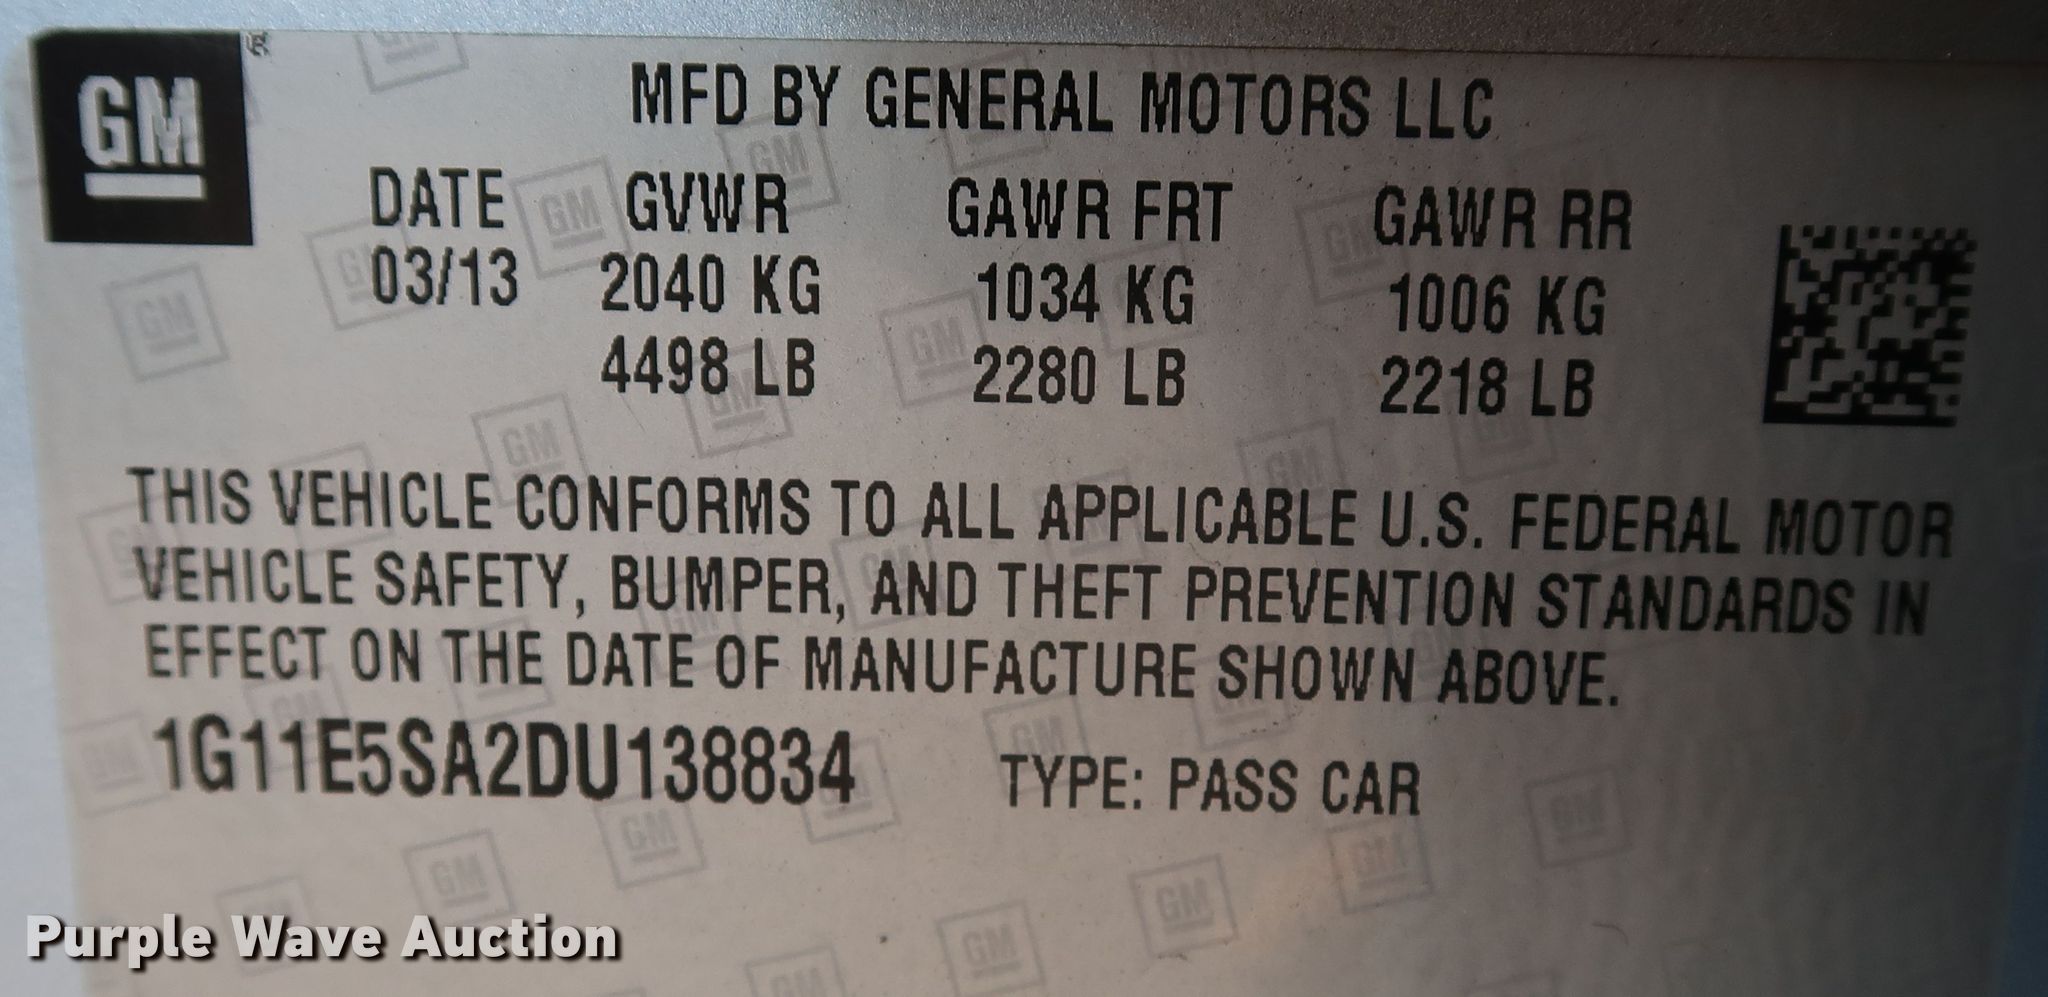 GM
MFD BY GENERAL MOTORS LLC
DATE GVWR GAWR FRT GAWR RR
03/13 2040 KG 1034 KG 1006 KG
4498 LB 2280 LB 2218 LB
THIS VEHICLE CONFORMS TO ALL APPLICABLE U.S. FEDERAL MOTOR
VEHICLE SAFETY, BUMPER, AND THEFT PREVENTION STANDARDS IN
EFFECT ON THE DATE OF MANUFACTURE SHOWN ABOVE.
1G11E5SA2DU138834 TYPE: PASS CAR
Purple Wave Auction